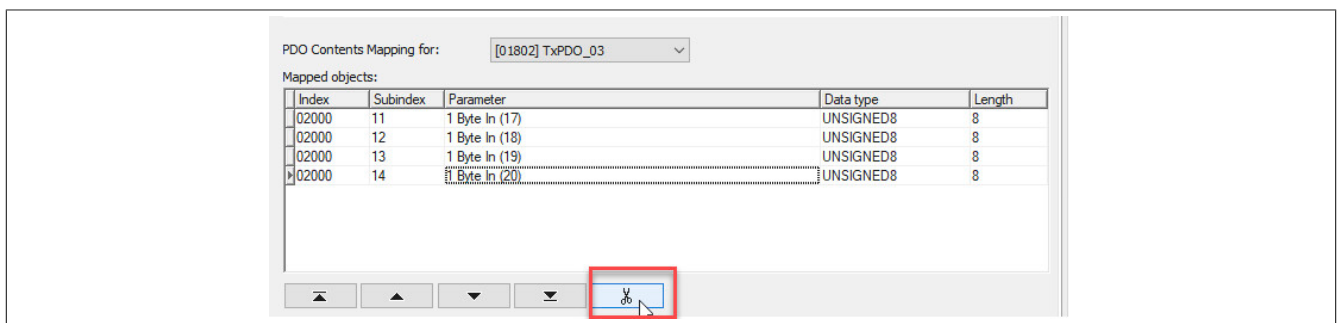 PDO Contents Mapping for: [01802] TxPDO_03
Mapped objects:
Index Subindex Parameter Data type Length
02000 11 1 Byte In (17) UNSIGNED8 8
02000 12 1 Byte In (18) UNSIGNED8 8
02000 13 1 Byte In (19) UNSIGNED8 8
02000 14 1 Byte In (20) UNSIGNED8 8